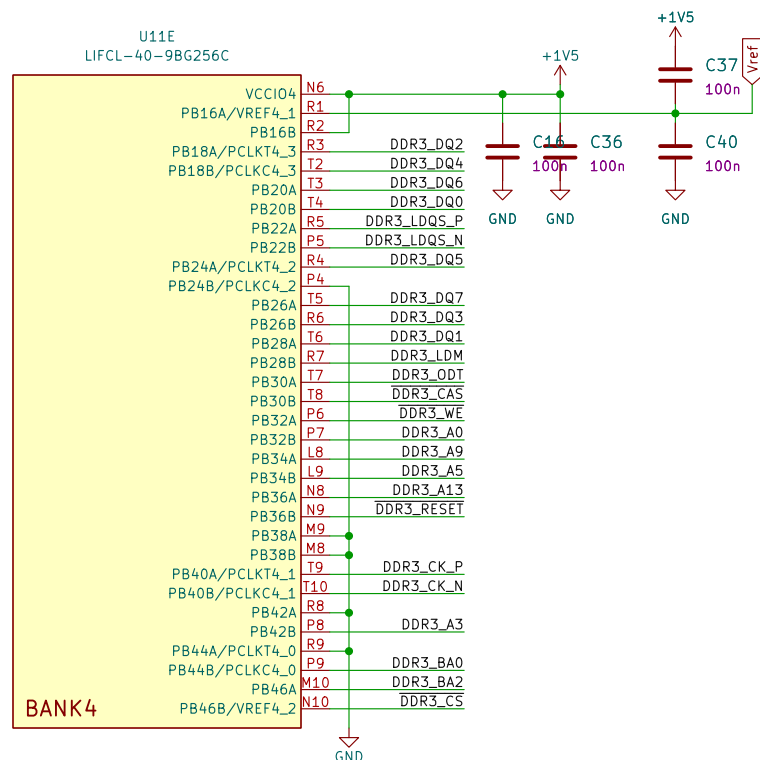 U11E
LIFCL-40-9BG256C
+1V5
+1V5
Vref
C37
100n
VCCIO4 N6
PB16A/VREF4_1 R1
PB16B R2
PB18A/PCLKT4_3 R3 DDR3_DQ2
PB18B/PCLKC4_3 T2 DDR3_DQ4
PB20A T3 DDR3_DQ6
PB20B T4 DDR3_DQ0
PB22A R5 DDR3_LDQS_P
PB22B P5 DDR3_LDQS_N
PB24A/PCLKT4_2 R4 DDR3_DQ5
PB24B/PCLKC4_2 P4
PB26A T5 DDR3_DQ7
PB26B R6 DDR3_DQ3
PB28A T6 DDR3_DQ1
PB28B R7 DDR3_LDM
PB30A T7 DDR3_ODT
PB30B T8 DDR3_CAS
PB32A P6 DDR3_WE
PB32B P7 DDR3_A0
PB34A L8 DDR3_A9
PB34B L9 DDR3_A5
PB36A N8 DDR3_A13
PB36B N9 DDR3_RESET
PB38A M9
PB38B M8
PB40A/PCLKT4_1 T9 DDR3_CK_P
PB40B/PCLKC4_1 T10 DDR3_CK_N
PB42A R8
PB42B P8 DDR3_A3
PB44A/PCLKT4_0 R9
PB44B/PCLKC4_0 P9 DDR3_BA0
PB46A M10 DDR3_BA2
PB46B/VREF4_2 N10 DDR3_CS
BANK4
GND
C16
100n
GND
C36
100n
GND
C40
100n
GND